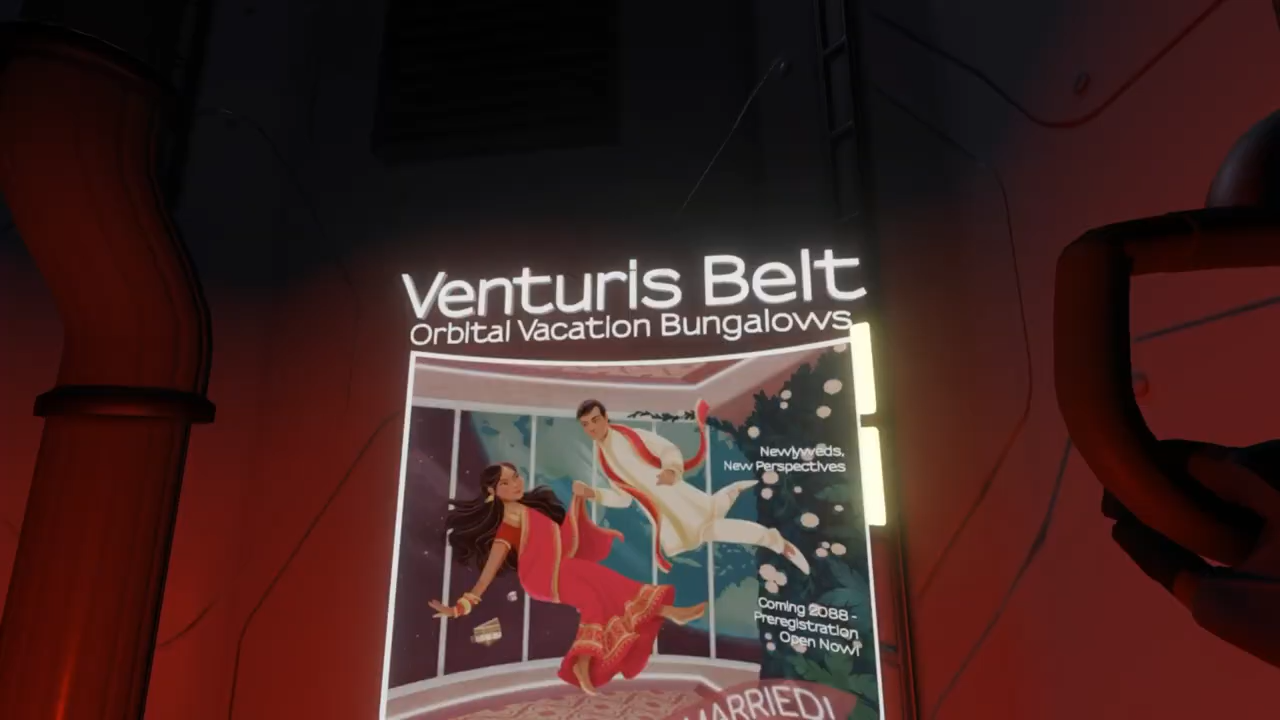 Venturis Belt
Orbital Vacation Bungalows
Newlyweds,
New Perspectives
Coming 2088 -
Preregistration
Open Now!
MARRIED!